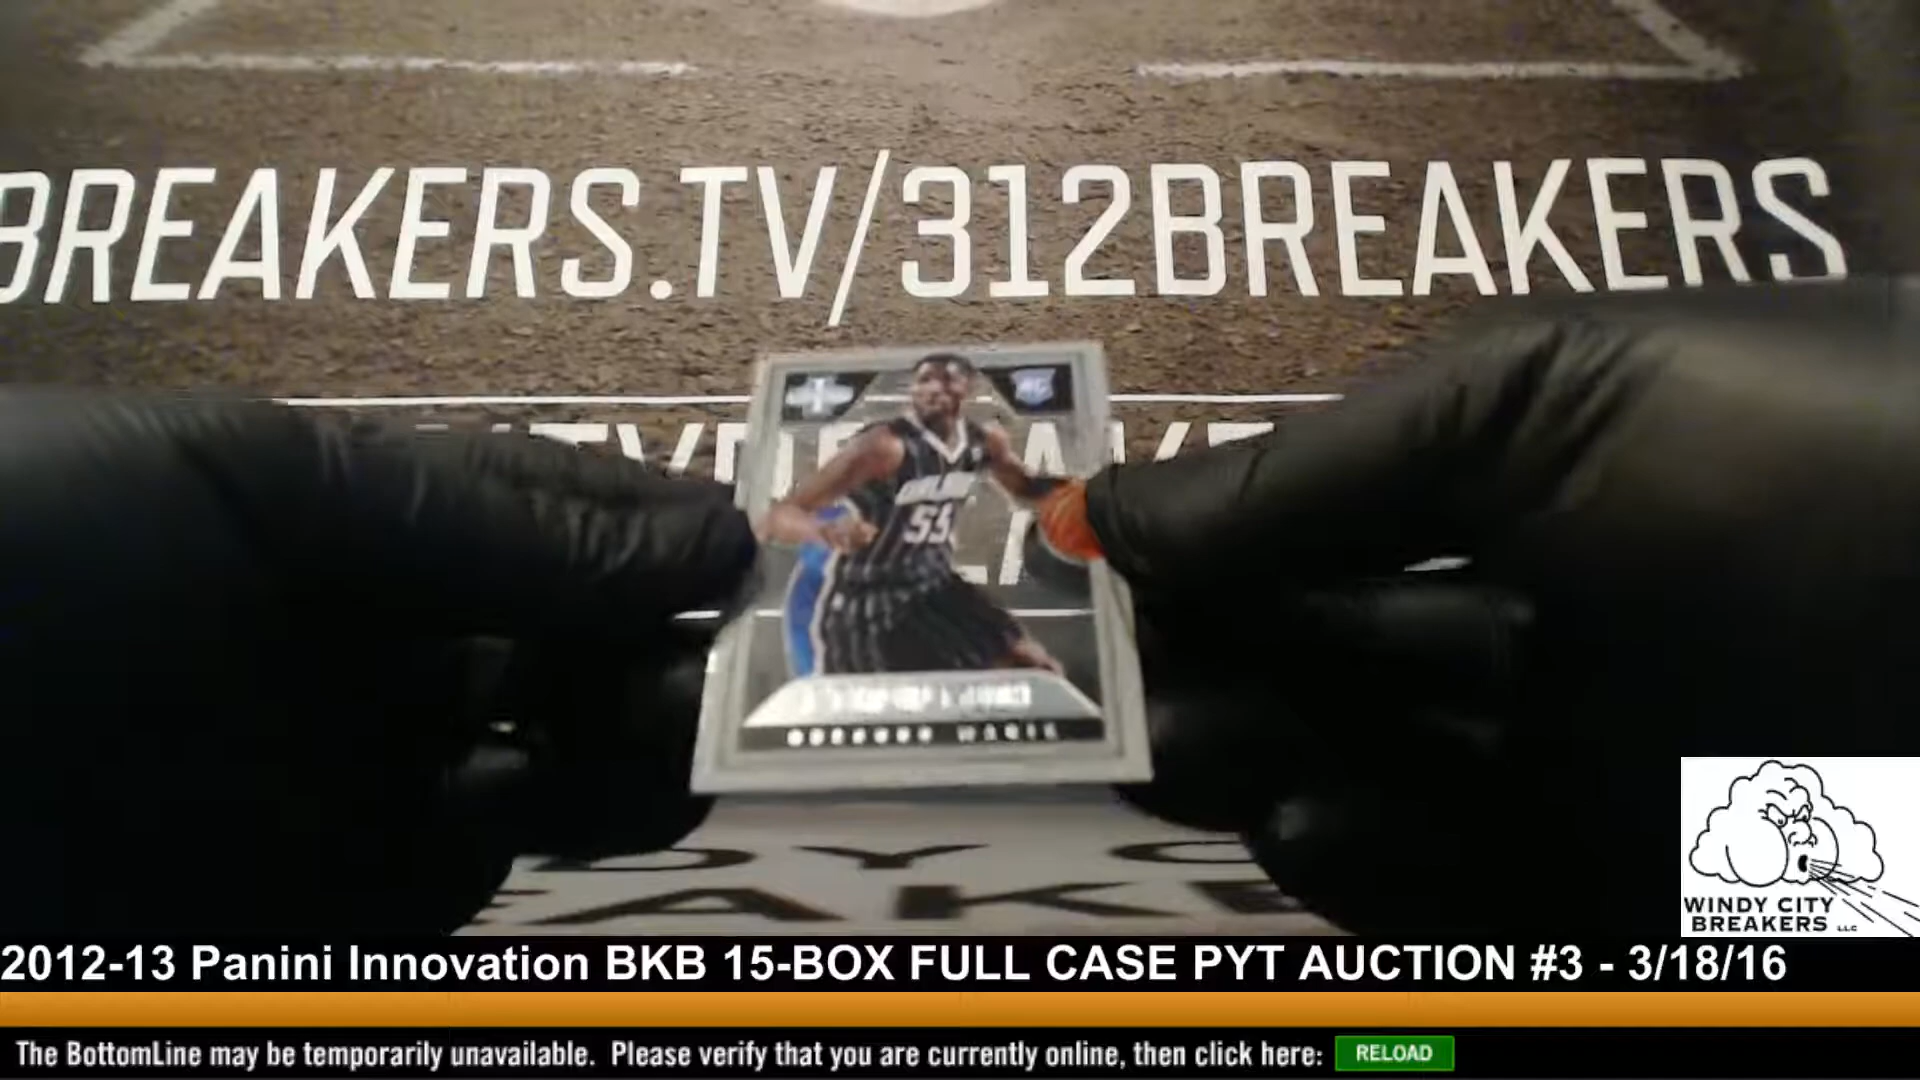 BREAKERS.TV/312BREAKERS
55
WINDY CITY
BREAKERS LLC
2012-13 Panini Innovation BKB 15-BOX FULL CASE PYT AUCTION #3 - 3/18/16
The BottomLine may be temporarily unavailable. Please verify that you are currently online, then click here: RELOAD